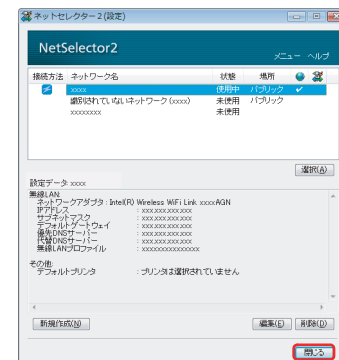 ネットセレクター2(設定)
NetSelector2
メニュー ヘルプ
接続方法 ネットワーク名 状態 場所
xxxx 使用中 パブリック
識別されていないネットワーク (xxxx) 未使用 パブリック
xxxxxxxx 未使用
選択(A)
設定データ: xxxx
無線LAN:
ネットワークアダプタ : Intel(R) Wireless WiFi Link xxxxAGN
IPアドレス : xxx.xxx.xxx.xxx
サブネットマスク : xxx.xxx.xxx.xxx
デフォルトゲートウェイ : xxx.xxx.xxx.xxx
優先DNSサーバー : xxx.xxx.xxx.xxx
代替DNSサーバー : xxx.xxx.xxx.xxx
無線LANプロファイル : xxxxxxxxxxxxxxx
その他:
デフォルトプリンタ : プリンタは選択されていません
新規作成(N) 編集(E) 削除(D)
閉じる